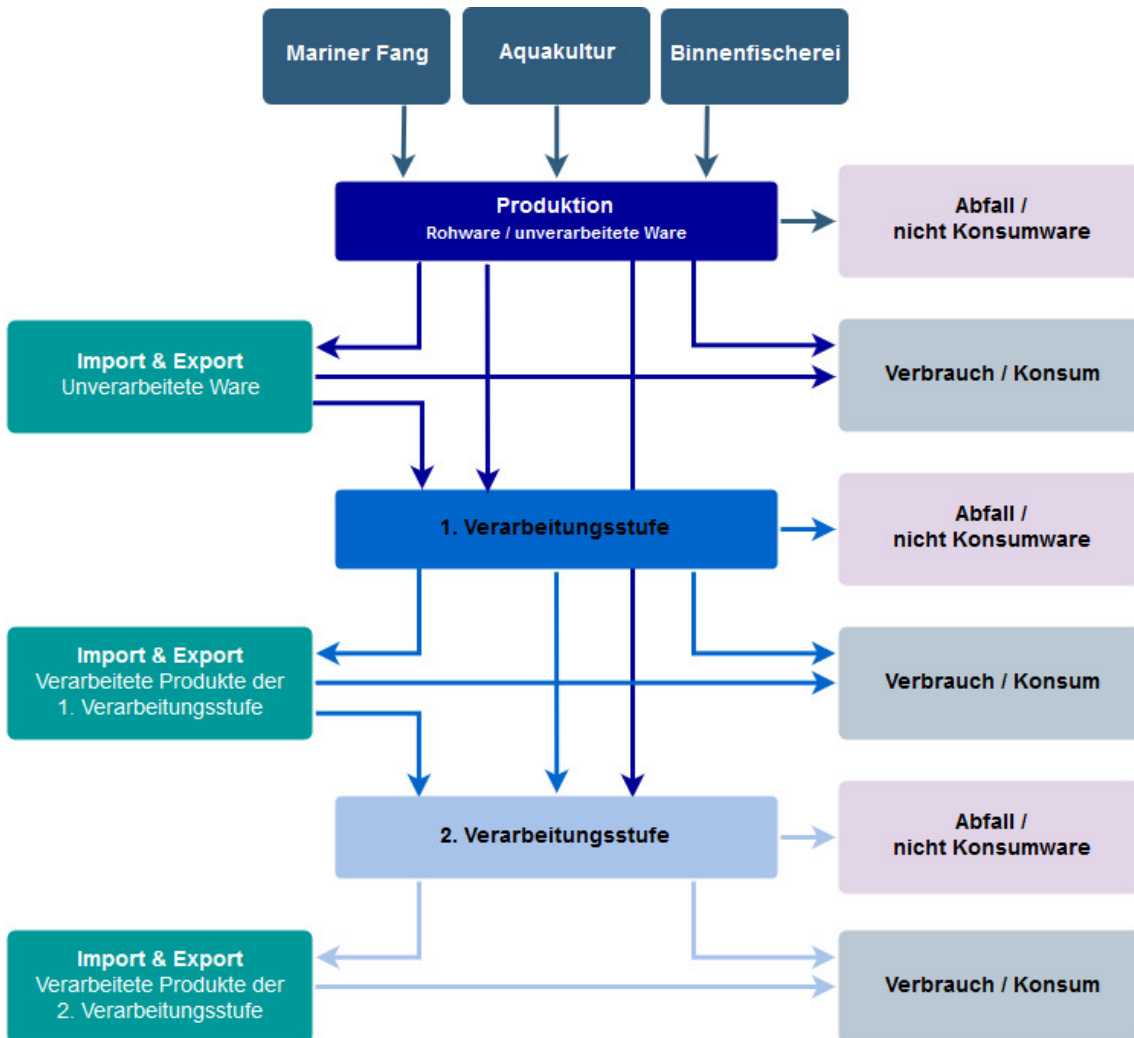 Mariner Fang
Aquakultur
Binnenfischerei
Produktion
Rohware / unverarbeitete Ware
Abfall /
nicht Konsumware
Import & Export
Unverarbeitete Ware
Verbrauch / Konsum
1. Verarbeitungsstufe
Abfall /
nicht Konsumware
Import & Export
Verarbeitete Produkte der
1. Verarbeitungsstufe
Verbrauch / Konsum
2. Verarbeitungsstufe
Abfall /
nicht Konsumware
Import & Export
Verarbeitete Produkte der
2. Verarbeitungsstufe
Verbrauch / Konsum